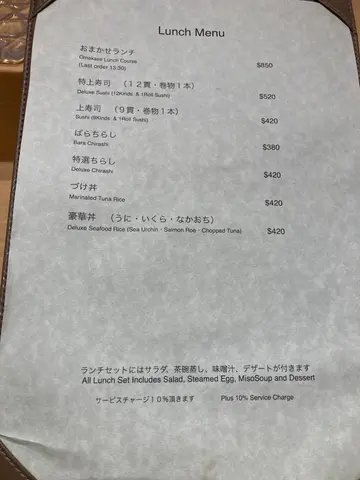 Lunch Menu
おまかせランチ
Omakase Lunch Course
(Last order 13:30)
$850
特上寿司 （１２貫・巻物１本）
Deluxe Sushi (12Kinds & 1Roll Sushi)
$520
上寿司 （９貫・巻物１本）
Sushi (9Kinds & 1Roll Sushi)
$420
ばらちらし
Bara Chirashi
$380
特選ちらし
Deluxe Chirashi
$420
づけ丼
Marinated Tuna Rice
$420
豪華丼 （うに・いくら・なかおち）
Deluxe Seafood Rice (Sea Urchin・Salmon Roe・Chopped Tuna)
$420
ランチセットにはサラダ、茶碗蒸し、味噌汁、デザートが付きます
All Lunch Set Includes Salad, Steamed Egg, MisoSoup and Dessert
サービスチャージ１０％頂きます Plus 10% Service Charge